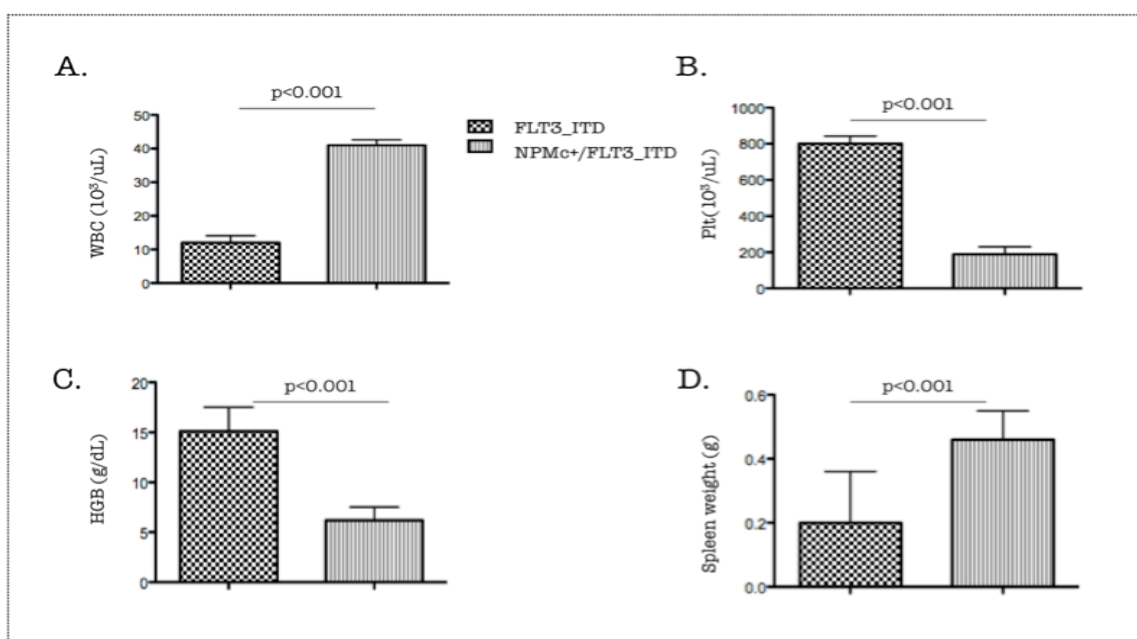 A.
p<0.001
50
40
30
20
10
0
WBC (10³/uL)
FLT3_ITD
NPMc+/FLT3_ITD
B.
p<0.001
1000
800
600
400
200
0
Plt(10³/uL)
C.
p<0.001
20
15
10
5
0
HGB (g/dL)
D.
p<0.001
0.6
0.4
0.2
0.0
Spleen weight (g)